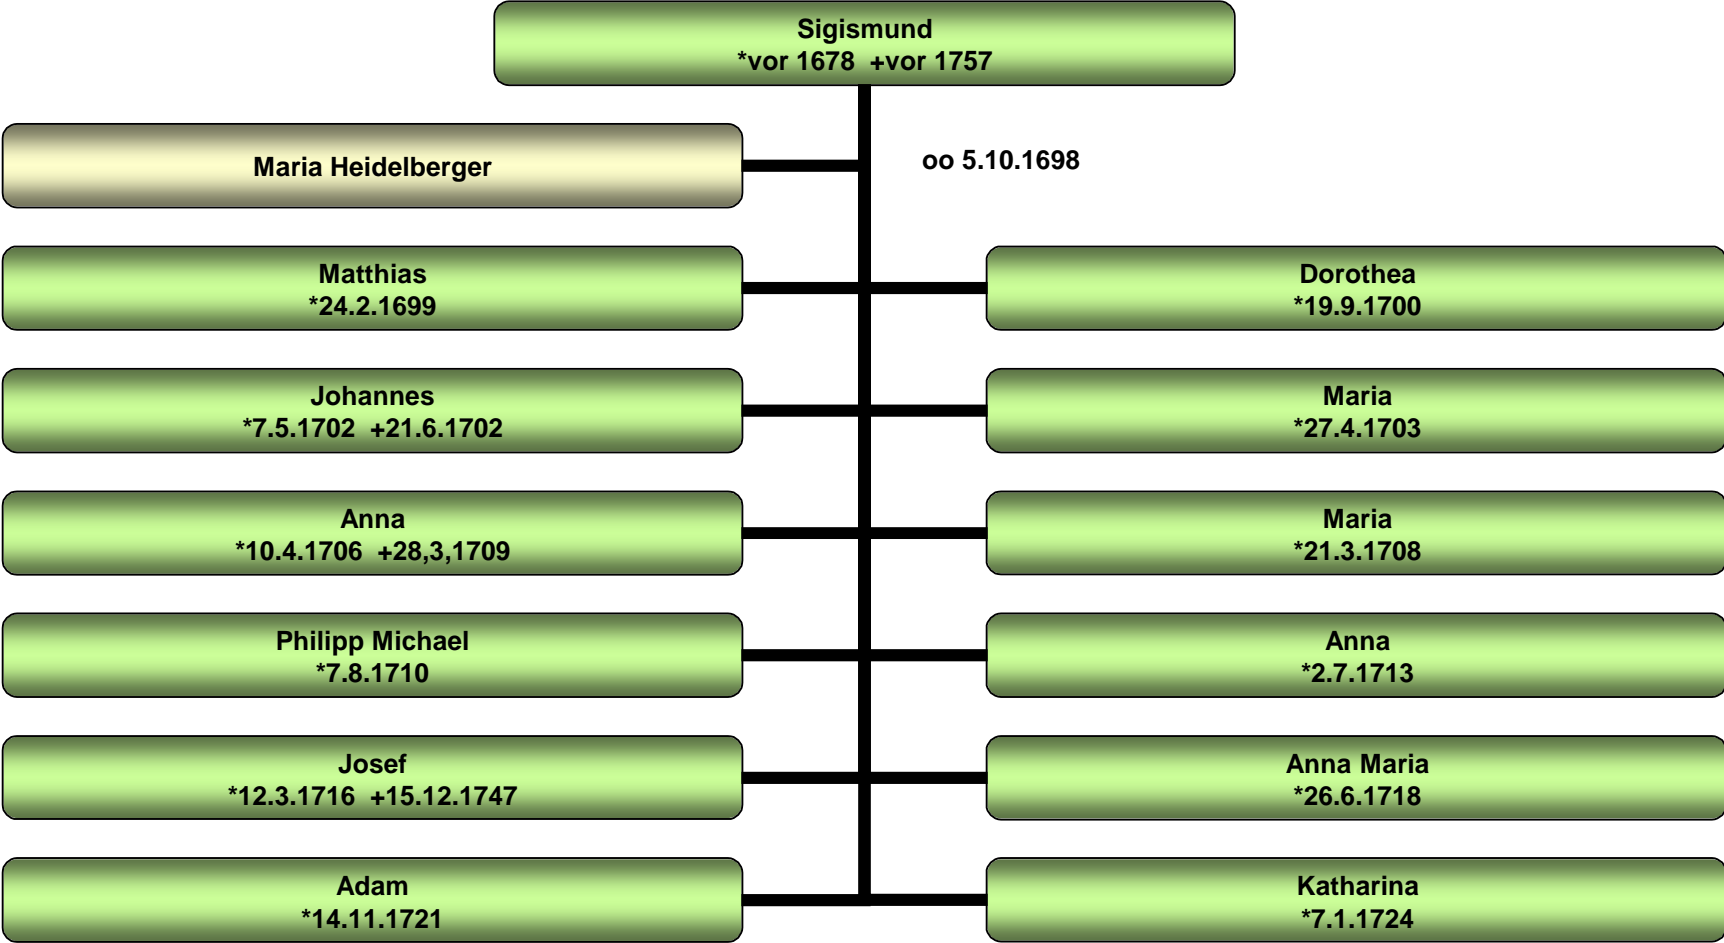 Sigismund
*vor 1678  +vor 1757
Maria Heidelberger
oo 5.10.1698
Matthias
*24.2.1699
Dorothea
*19.9.1700
Johannes
*7.5.1702  +21.6.1702
Maria
*27.4.1703
Anna
*10.4.1706  +28,3,1709
Maria
*21.3.1708
Philipp Michael
*7.8.1710
Anna
*2.7.1713
Josef
*12.3.1716  +15.12.1747
Anna Maria
*26.6.1718
Adam
*14.11.1721
Katharina
*7.1.1724